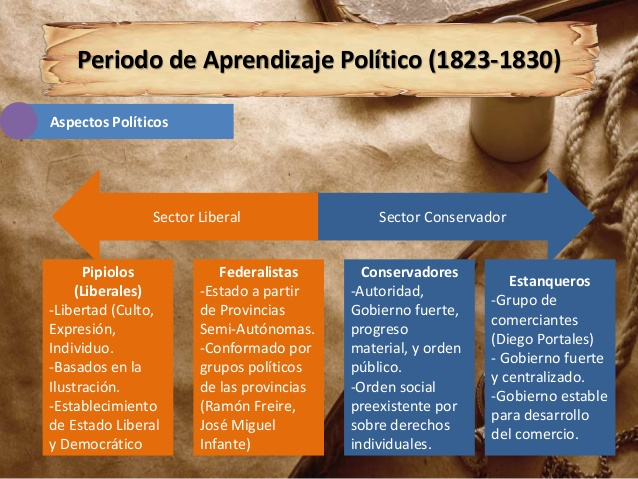 Periodo de Aprendizaje Político (1823-1830)
Aspectos Políticos
Sector Liberal
Sector Conservador
Pipiolos
(Liberales)
-Libertad (Culto,
Expresión,
Individuo.
-Basados en la
Ilustración.
-Establecimiento
de Estado Liberal
y Democrático
Federalistas
-Estado a partir
de Provincias
Semi-Autónomas.
-Conformado por
grupos políticos
de las provincias
(Ramón Freire,
José Miguel
Infante)
Conservadores
-Autoridad,
Gobierno fuerte,
progreso
material, y orden
público.
-Orden social
preexistente por
sobre derechos
individuales.
Estanqueros
-Grupo de
comerciantes
(Diego Portales)
- Gobierno fuerte
y centralizado.
-Gobierno estable
para desarrollo
del comercio.